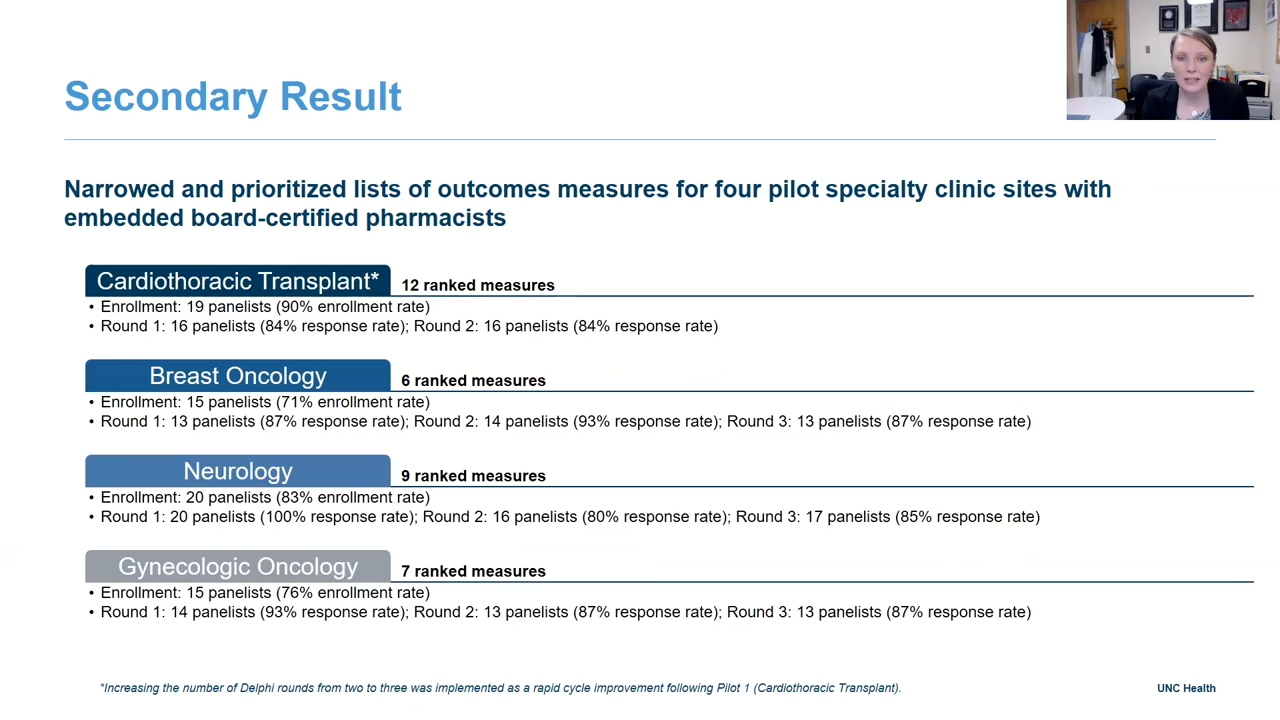 Secondary Result
Narrowed and prioritized lists of outcomes measures for four pilot specialty clinic sites with
embedded board-certified pharmacists
Cardiothoracic Transplant* 12 ranked measures
• Enrollment: 19 panelists (90% enrollment rate)
• Round 1: 16 panelists (84% response rate); Round 2: 16 panelists (84% response rate)
Breast Oncology 6 ranked measures
• Enrollment: 15 panelists (71% enrollment rate)
• Round 1: 13 panelists (87% response rate); Round 2: 14 panelists (93% response rate); Round 3: 13 panelists (87% response rate)
Neurology 9 ranked measures
• Enrollment: 20 panelists (83% enrollment rate)
• Round 1: 20 panelists (100% response rate); Round 2: 16 panelists (80% response rate); Round 3: 17 panelists (85% response rate)
Gynecologic Oncology 7 ranked measures
• Enrollment: 15 panelists (76% enrollment rate)
• Round 1: 14 panelists (93% response rate); Round 2: 13 panelists (87% response rate); Round 3: 13 panelists (87% response rate)
*Increasing the number of Delphi rounds from two to three was implemented as a rapid cycle improvement following Pilot 1 (Cardiothoracic Transplant).
UNC Health